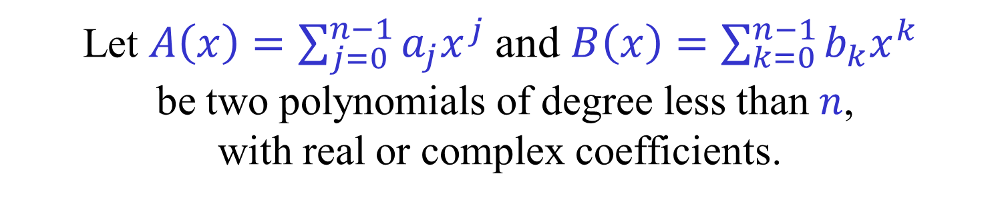 Let A(x) = ∑_{j=0}^{n−1} a_j x^j and B(x) = ∑_{k=0}^{n−1} b_k x^k
be two polynomials of degree less than n,
with real or complex coefficients.